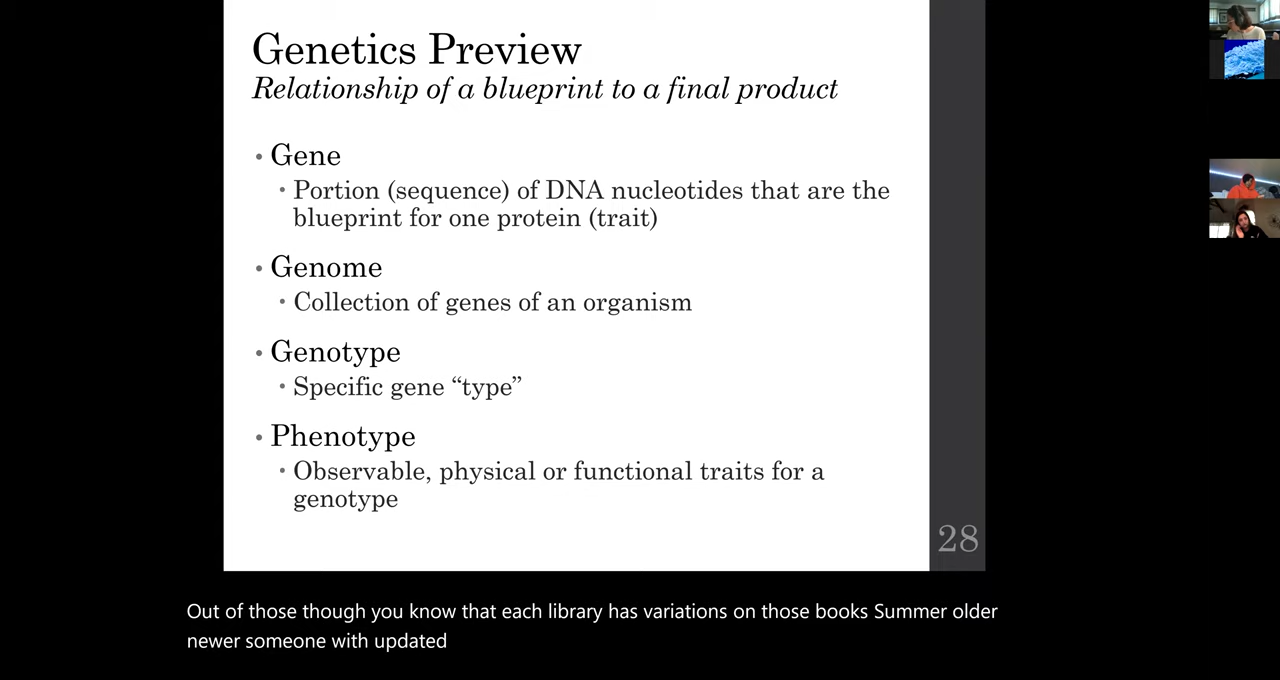 Genetics Preview
Relationship of a blueprint to a final product
• Gene
• Portion (sequence) of DNA nucleotides that are the
blueprint for one protein (trait)
• Genome
• Collection of genes of an organism
• Genotype
• Specific gene “type”
• Phenotype
• Observable, physical or functional traits for a
genotype
28
Out of those though you know that each library has variations on those books Summer older
newer someone with updated